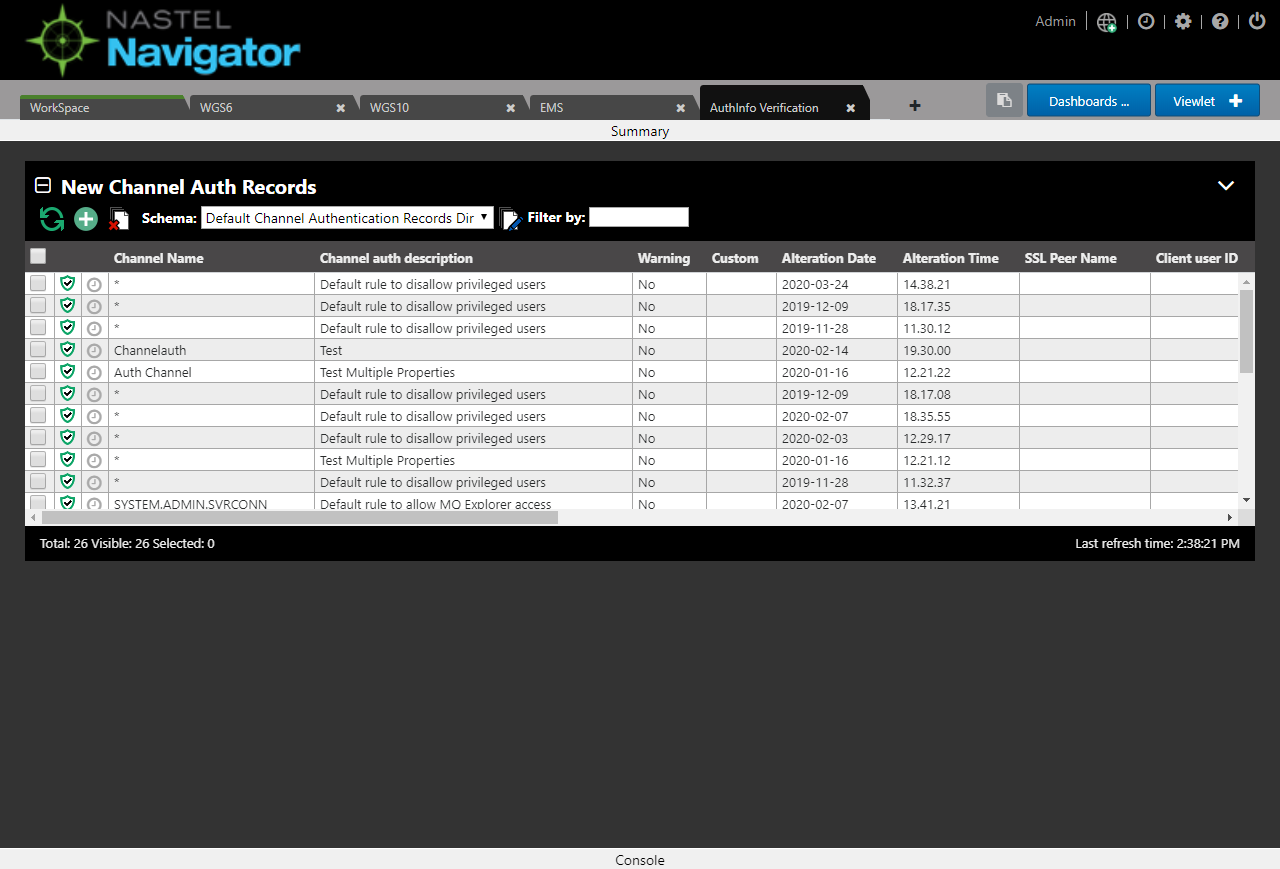 NASTEL
Navigator
Admin
WorkSpace WGS6 WGS10 EMS AuthInfo Verification Dashboards ... Viewlet
Summary
New Channel Auth Records
Schema: Default Channel Authentication Records Dir Filter by:
Channel Name Channel auth description Warning Custom Alteration Date Alteration Time SSL Peer Name Client user ID
* Default rule to disallow privileged users No 2020-03-24 14.38.21
* Default rule to disallow privileged users No 2019-12-09 18.17.35
* Default rule to disallow privileged users No 2019-11-28 11.30.12
Channelauth Test No 2020-02-14 19.30.00
Auth Channel Test Multiple Properties No 2020-01-16 12.21.22
* Default rule to disallow privileged users No 2019-12-09 18.17.08
* Default rule to disallow privileged users No 2020-02-07 18.35.55
* Default rule to disallow privileged users No 2020-02-03 12.29.17
* Test Multiple Properties No 2020-01-16 12.21.12
* Default rule to disallow privileged users No 2019-11-28 11.32.37
SYSTEM.ADMIN.SVRCONN Default rule to allow MQ Explorer access No 2020-02-07 13.41.21
Total: 26 Visible: 26 Selected: 0 Last refresh time: 2:38:21 PM
Console